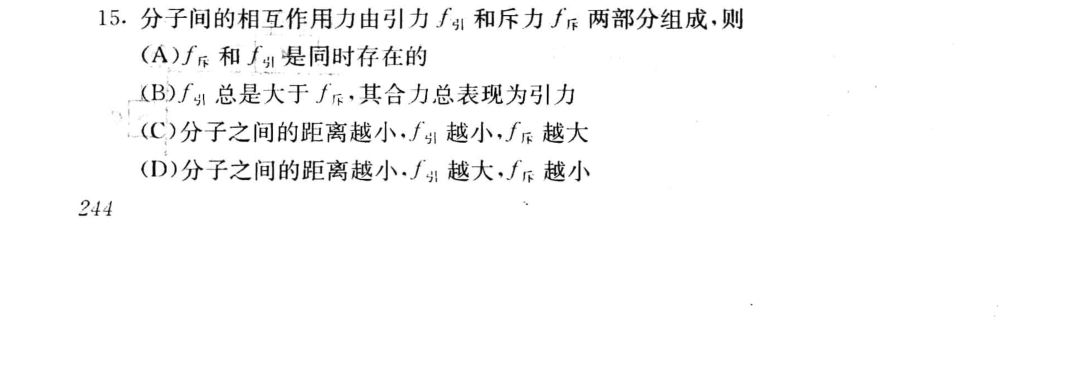 15. 分子间的相互作用力由引力 f引 和斥力 f斥 两部分组成,则
(A) f斥 和 f引 是同时存在的
(B) f引 总是大于 f斥,其合力总表现为引力
(C) 分子之间的距离越小,f引 越小,f斥 越大
(D) 分子之间的距离越小,f引 越大,f斥 越小
244